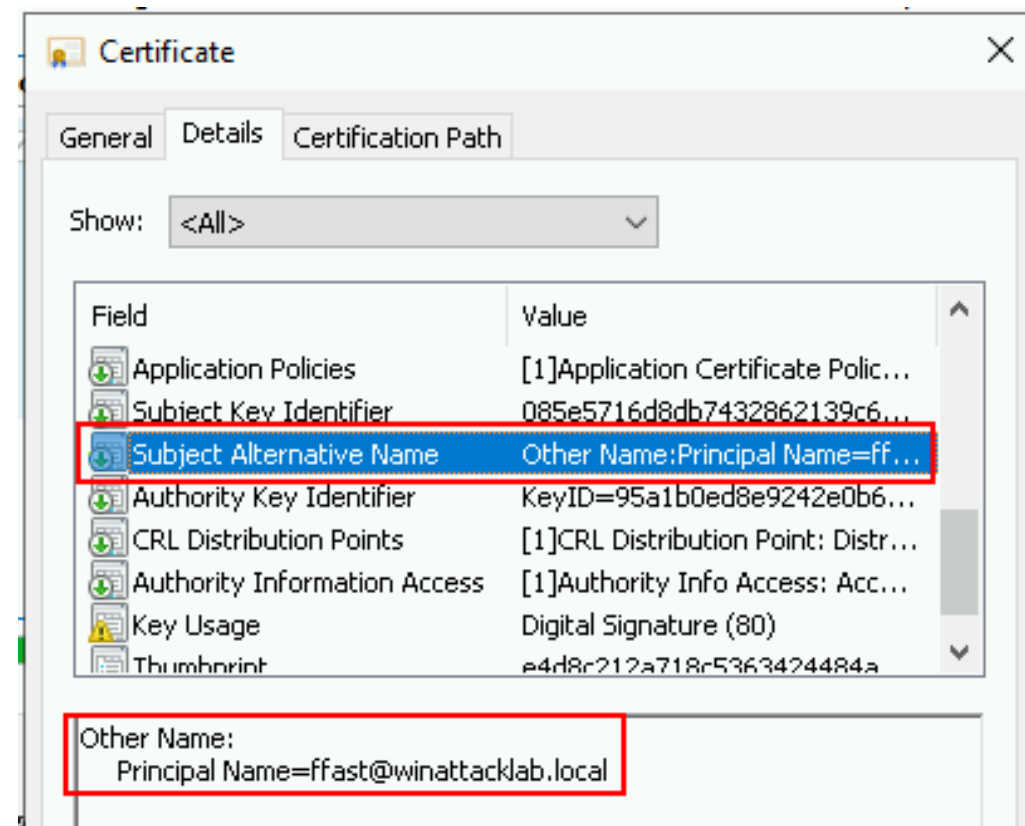 Certificate
General Details Certification Path
Show: <All>
Field Value
Application Policies [1]Application Certificate Polic...
Subject Key Identifier 085e5716d8db7432862139c6...
Subject Alternative Name Other Name:Principal Name=ff...
Authority Key Identifier KeyID=95a1b0ed8e9242e0b6...
CRL Distribution Points [1]CRL Distribution Point: Distr...
Authority Information Access [1]Authority Info Access: Acc...
Key Usage Digital Signature (80)
Thumbprint e4d8c212a718c5363424484a
Other Name:
Principal Name=ffast@winattacklab.local